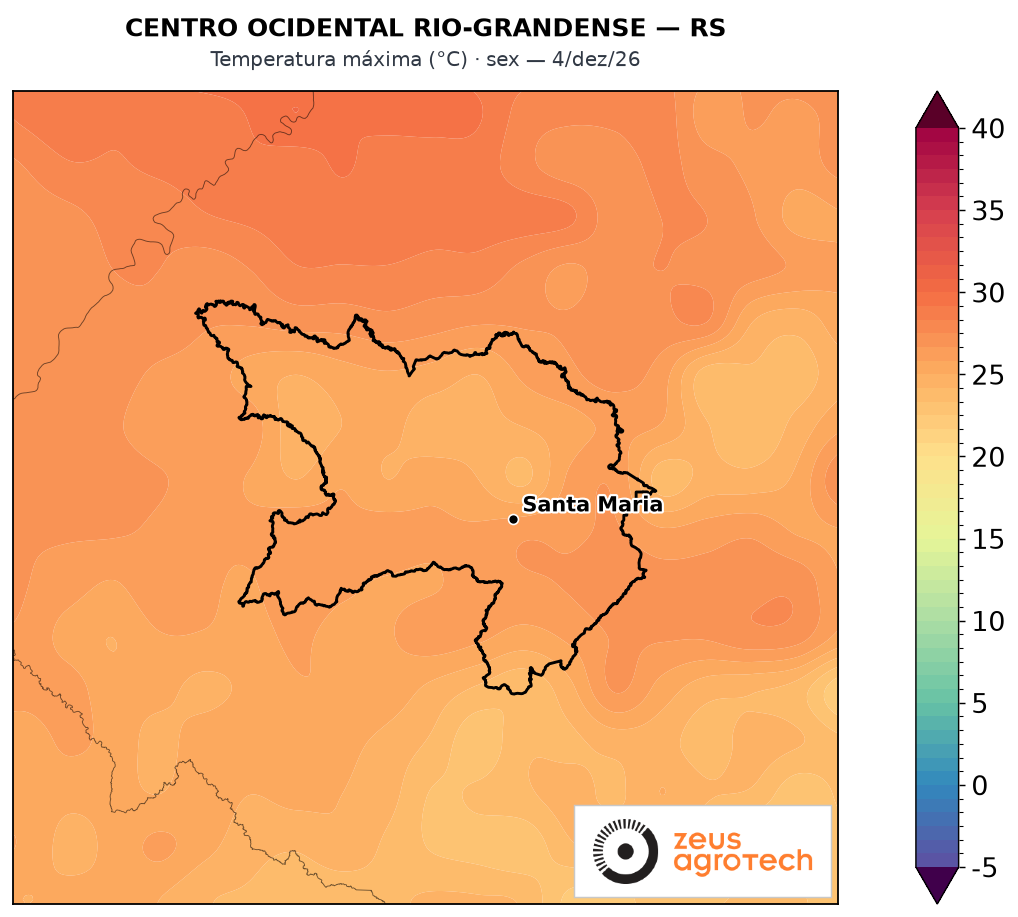 CENTRO OCIDENTAL RIO-GRANDENSE — RS
Temperatura máxima (°C) · sex — 4/dez/26
40
35
30
25
20
15
10
5
0
-5
Santa Maria
zeus
agrotech